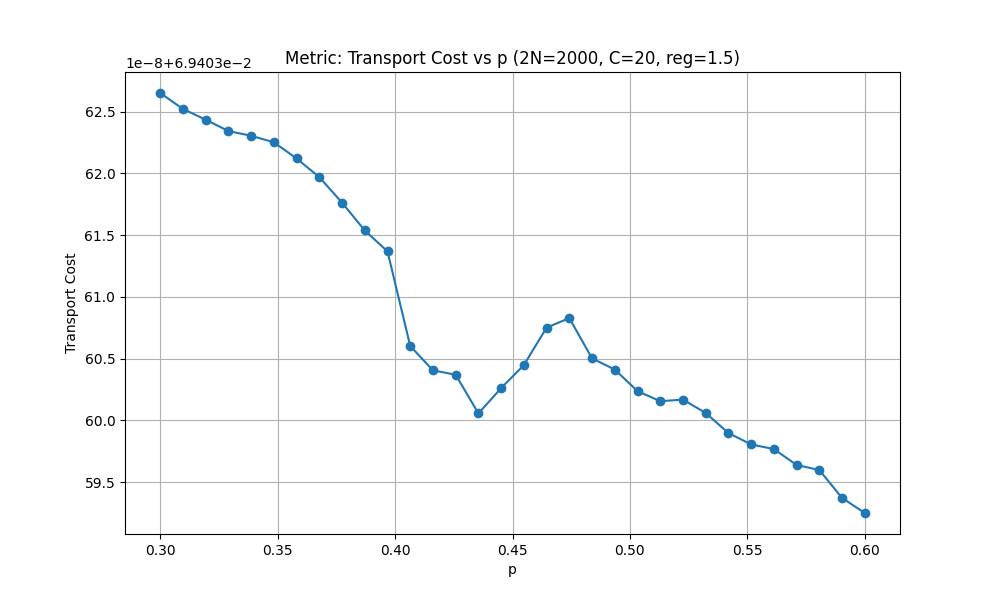 Metric: Transport Cost vs p (2N=2000, C=20, reg=1.5)
1e-8+6.9403e-2
Transport Cost
62.5
62.0
61.5
61.0
60.5
60.0
59.5
0.30 0.35 0.40 0.45 0.50 0.55 0.60
p